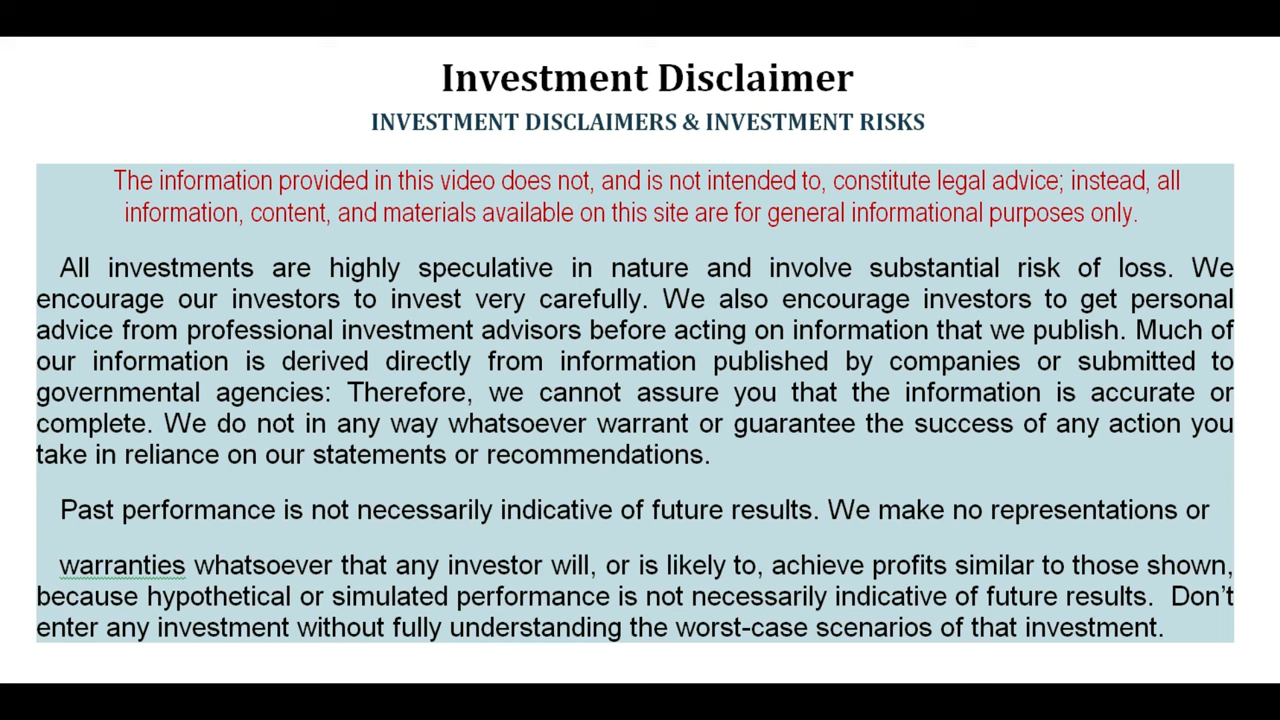 Investment Disclaimer
INVESTMENT DISCLAIMERS & INVESTMENT RISKS
The information provided in this video does not, and is not intended to, constitute legal advice; instead, all
information, content, and materials available on this site are for general informational purposes only.
All investments are highly speculative in nature and involve substantial risk of loss. We
encourage our investors to invest very carefully. We also encourage investors to get personal
advice from professional investment advisors before acting on information that we publish. Much of
our information is derived directly from information published by companies or submitted to
governmental agencies: Therefore, we cannot assure you that the information is accurate or
complete. We do not in any way whatsoever warrant or guarantee the success of any action you
take in reliance on our statements or recommendations.
Past performance is not necessarily indicative of future results. We make no representations or
warranties whatsoever that any investor will, or is likely to, achieve profits similar to those shown,
because hypothetical or simulated performance is not necessarily indicative of future results.  Don’t
enter any investment without fully understanding the worst-case scenarios of that investment.